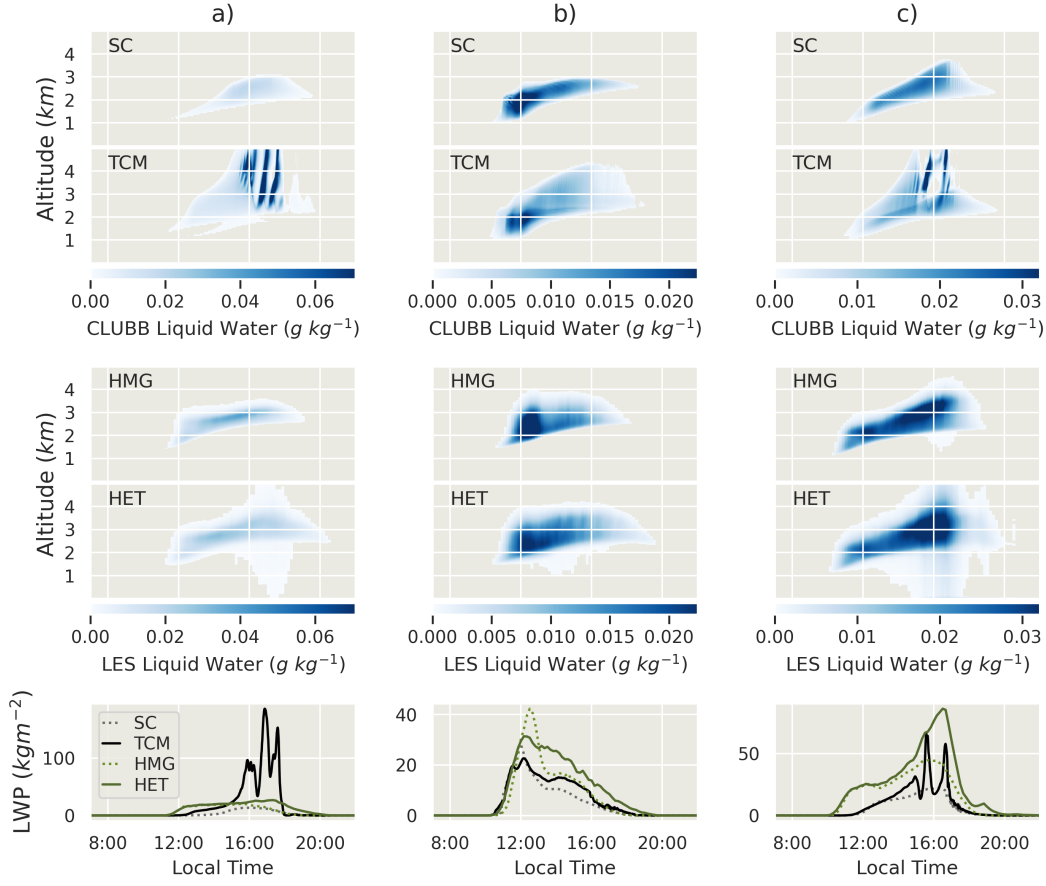 a) b) c)
SC SC SC
4
3
2
1
TCM TCM TCM
4
3
2
1
Altitude (km)
0.00 0.02 0.04 0.06 0.000 0.005 0.010 0.015 0.020 0.00 0.01 0.02 0.03
CLUBB Liquid Water (g kg⁻¹) CLUBB Liquid Water (g kg⁻¹) CLUBB Liquid Water (g kg⁻¹)
HMG HMG HMG
4
3
2
1
HET HET HET
4
3
2
1
Altitude (km)
0.00 0.02 0.04 0.06 0.000 0.005 0.010 0.015 0.020 0.00 0.01 0.02 0.03
LES Liquid Water (g kg⁻¹) LES Liquid Water (g kg⁻¹) LES Liquid Water (g kg⁻¹)
LWP (kgm⁻²)
100
0
SC
TCM
HMG
HET
40
20
0
50
0
8:00 12:00 16:00 20:00 8:00 12:00 16:00 20:00 8:00 12:00 16:00 20:00
Local Time Local Time Local Time